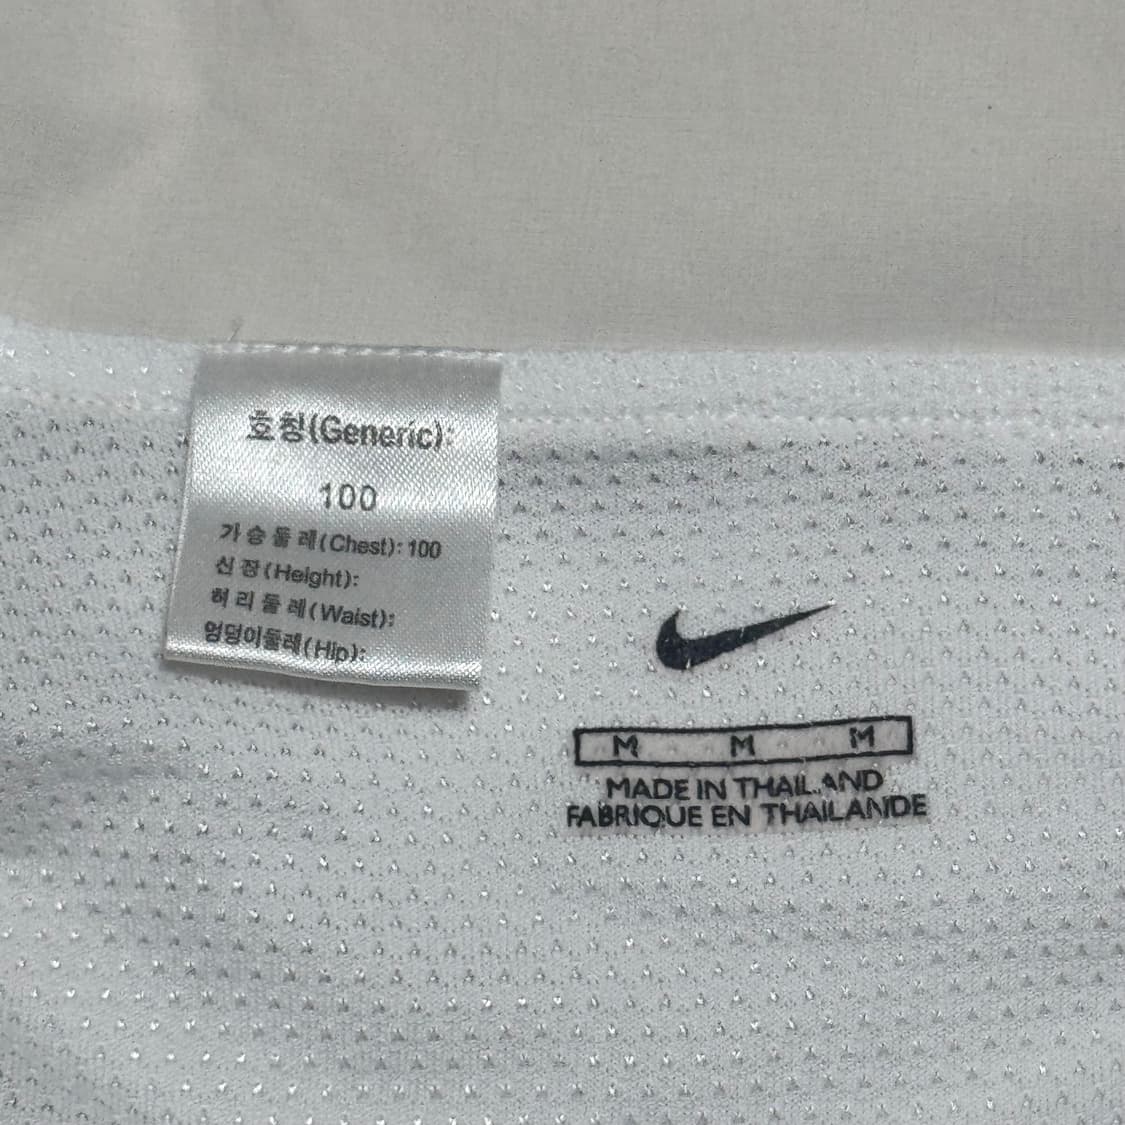 호칭(Generic):
100
가슴둘레(Chest): 100
신장(Height):
허리둘레(Waist):
엉덩이둘레(Hip):
M M M
MADE IN THAILAND
FABRIQUE EN THAILANDE